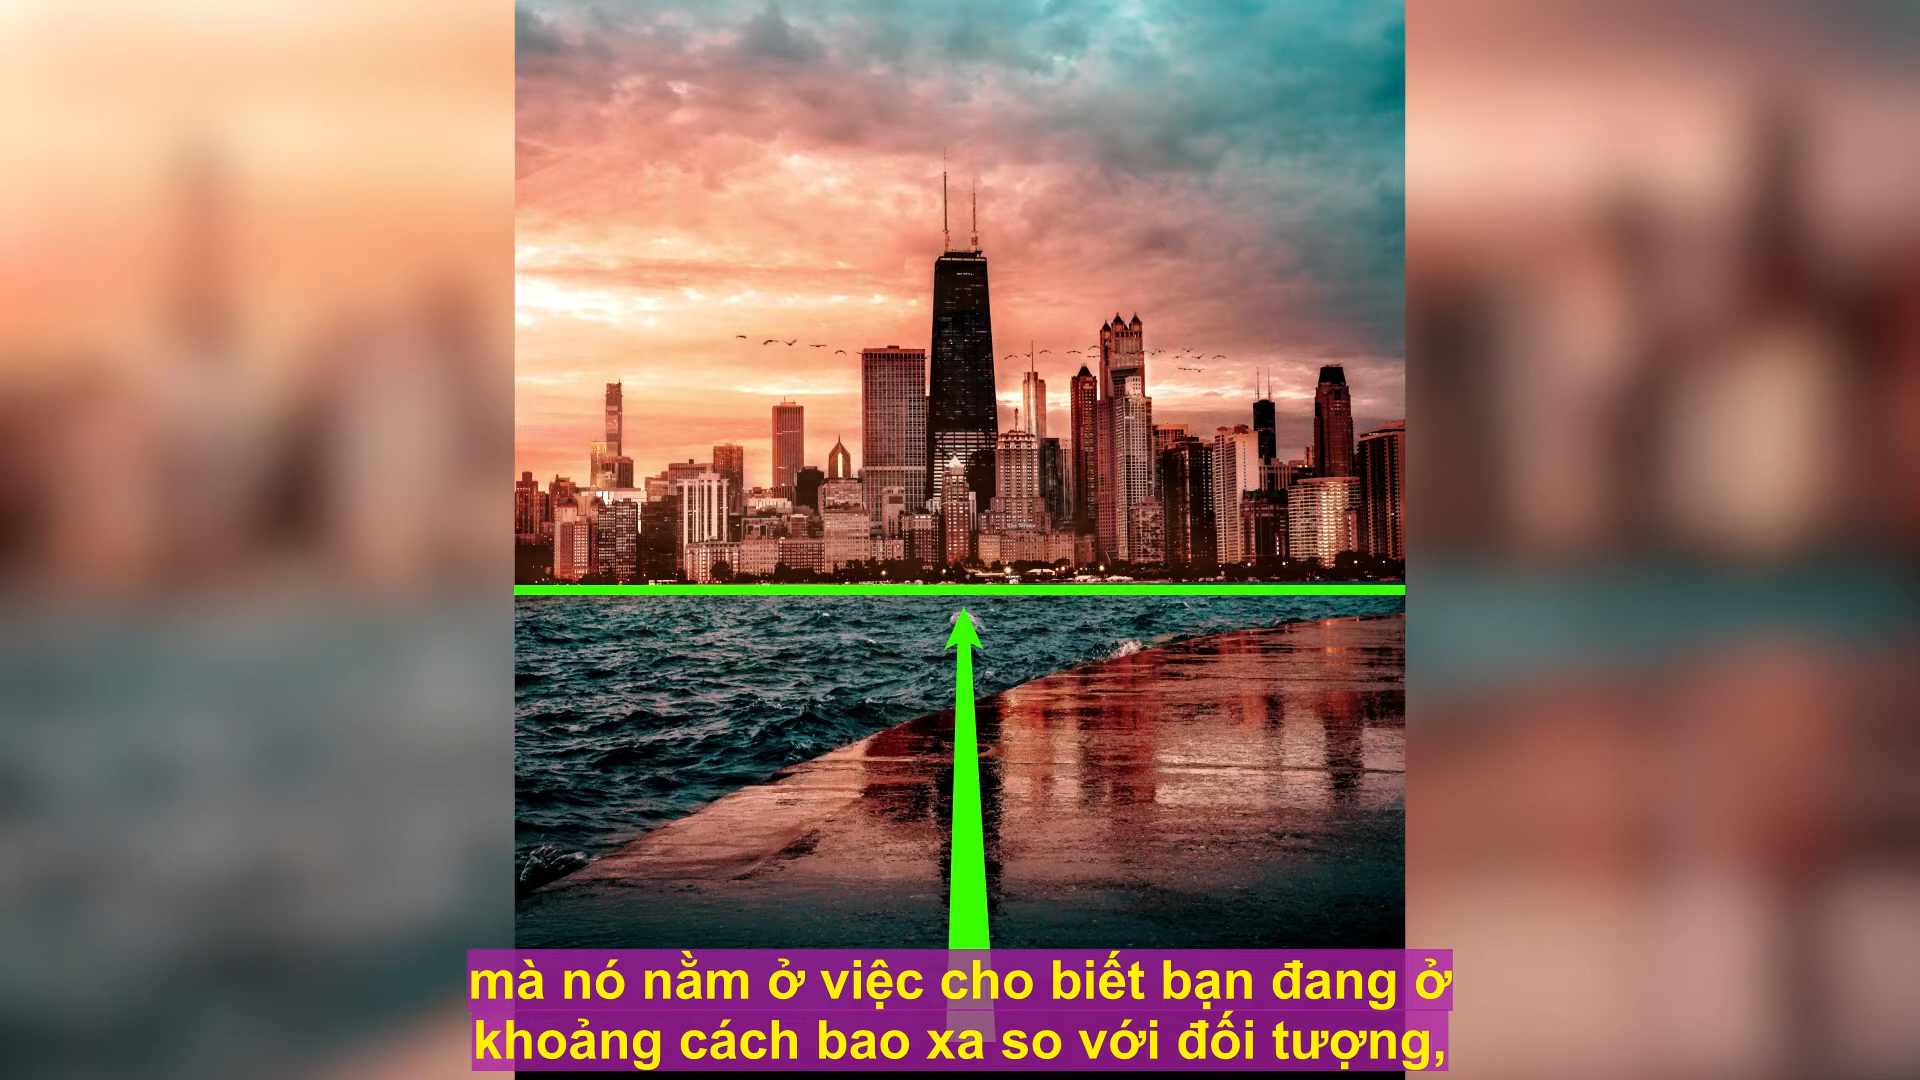 mà nó nằm ở việc cho biết bạn đang ở
khoảng cách bao xa so với đối tượng,